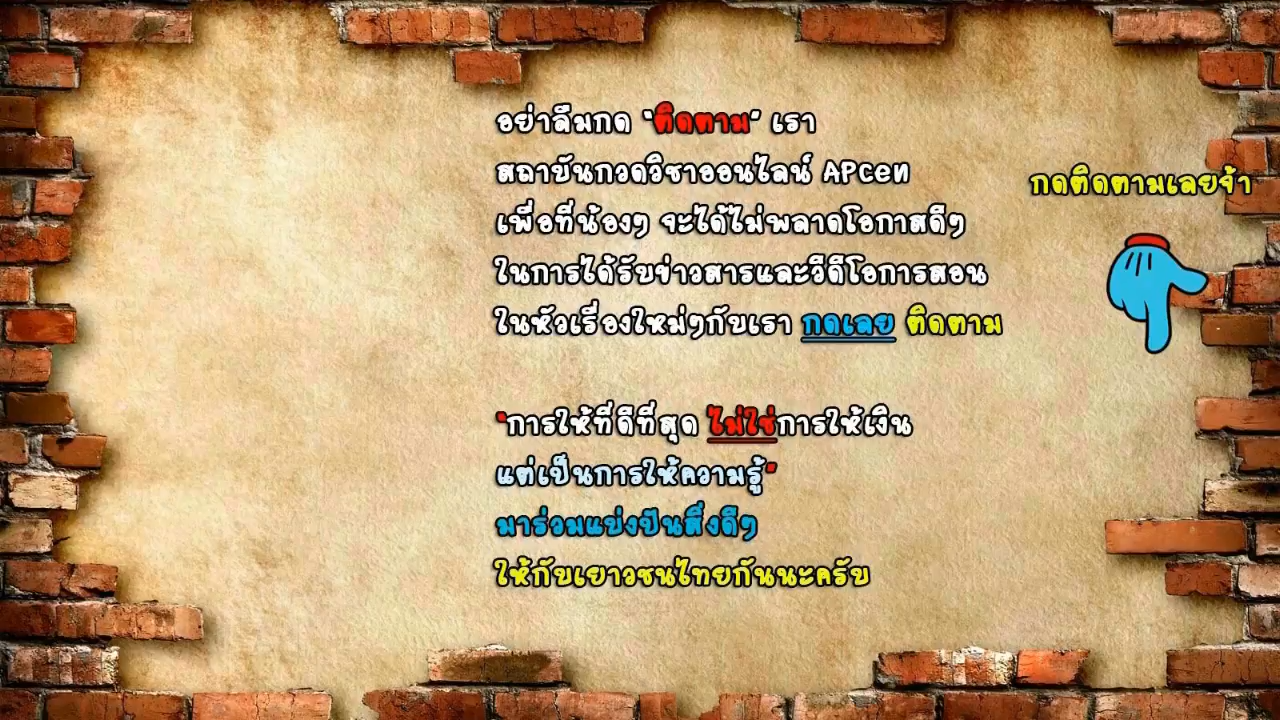 อย่าลืมกด "ติดตาม" เรา
สถาบันกวดวิชาออนไลน์ APcen
เพื่อที่น้องๆ จะได้ไม่พลาดโอกาสดีๆ
ในการได้รับข่าวสารและวีดีโอการสอน
ในหัวเรื่องใหม่ๆกับเรา กดเลย ติดตาม
กดติดตามเลยจ้า
"การให้ที่ดีที่สุด ไม่ใช่การให้เงิน
แต่เป็นการให้ความรู้"
มาร่วมแบ่งปันสิ่งดีๆ
ให้กับเยาวชนไทยกันนะครับ